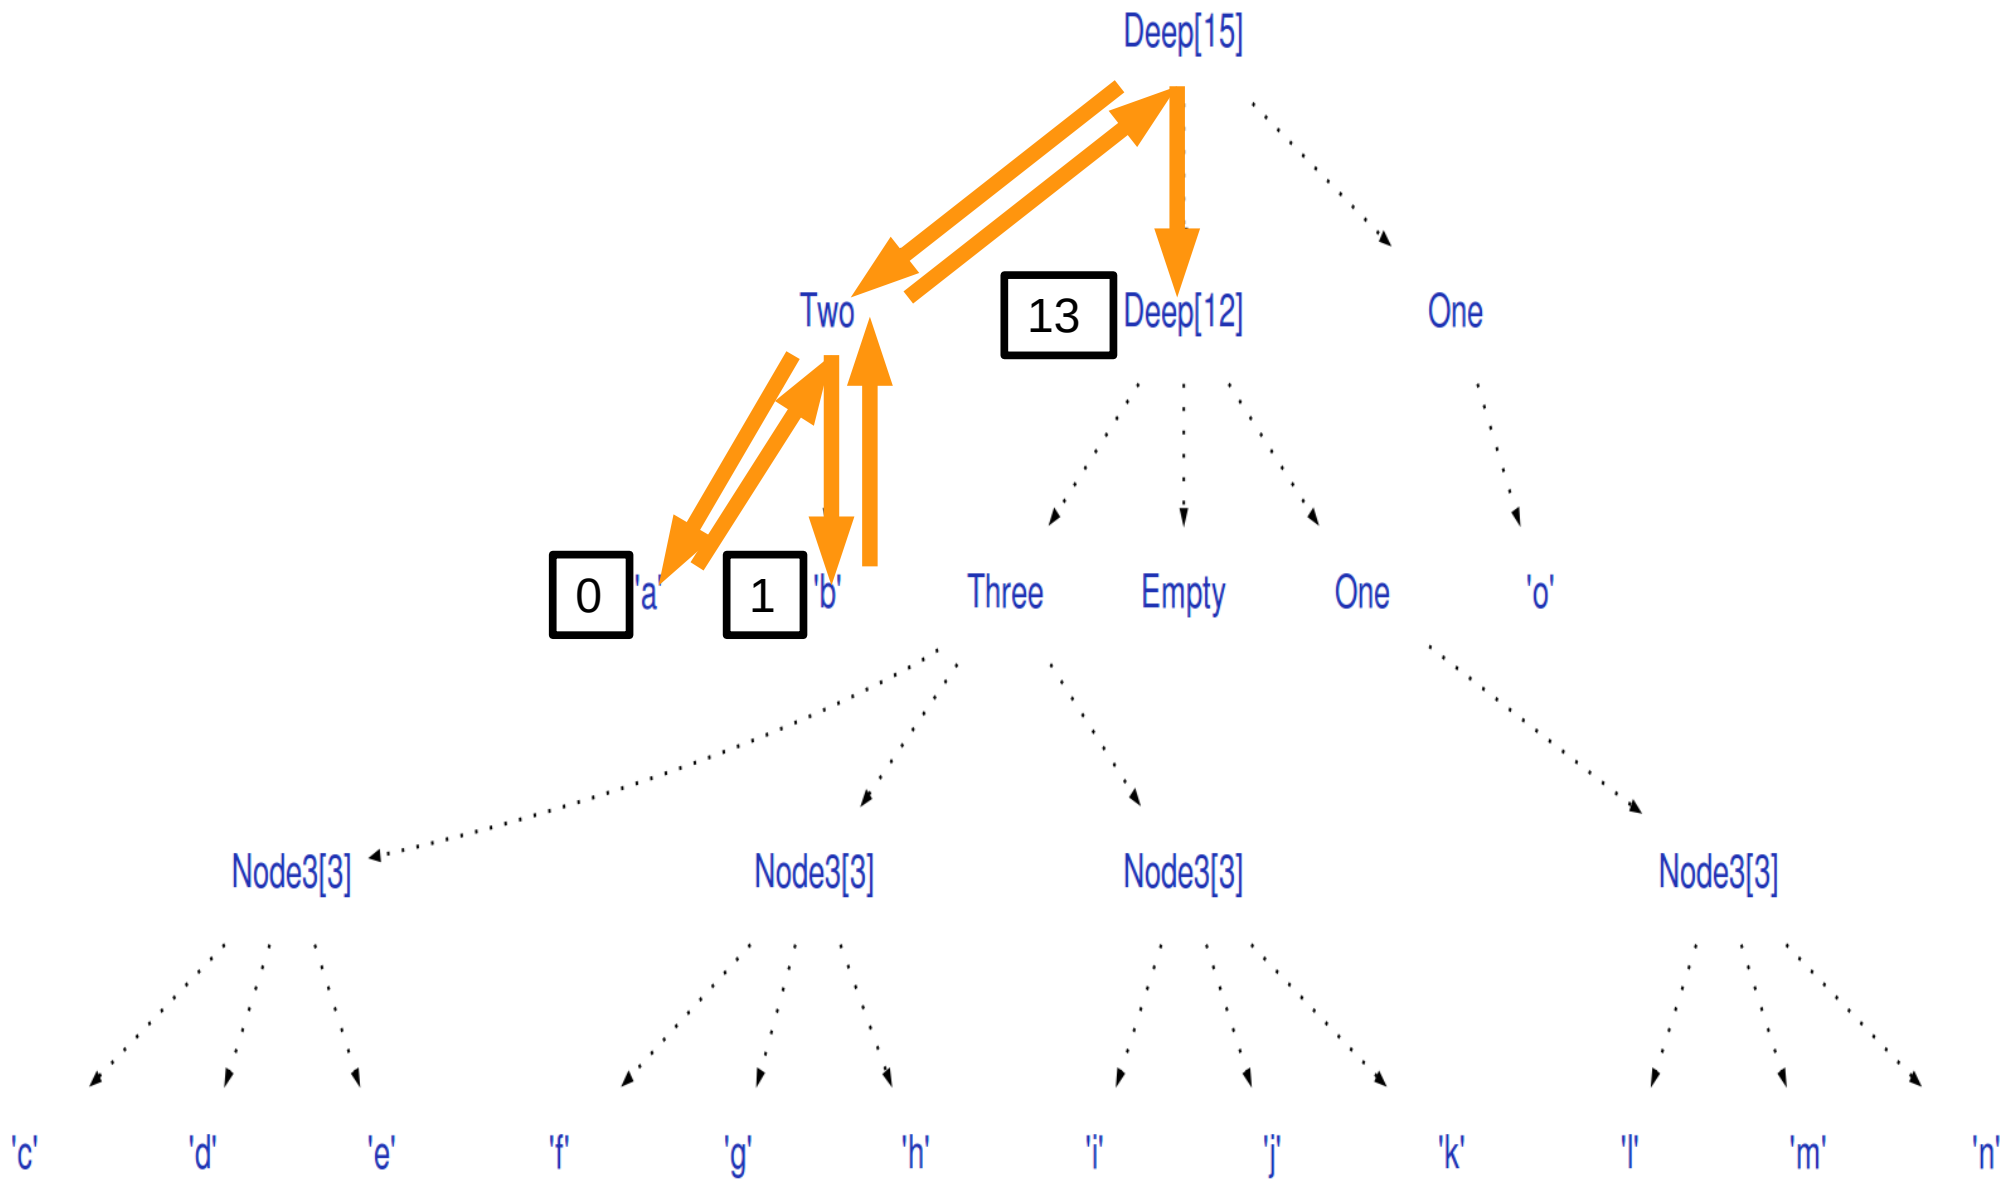 Deep[15]
Two 13 Deep[12] One
0 'a' 1 'b' Three Empty One 'o'
Node3[3] Node3[3] Node3[3] Node3[3]
'c' 'd' 'e' 'f' 'g' 'h' 'i' 'j' 'k' 'l' 'm' 'n'